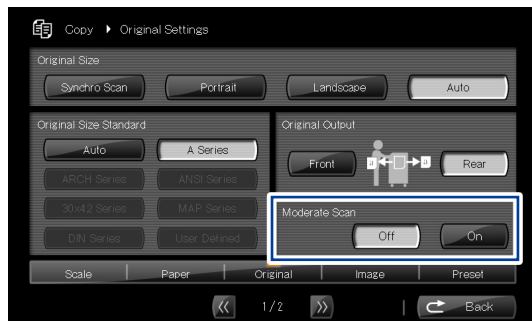 Copy ▸ Original Settings
Original Size
Synchro Scan Portrait Landscape Auto
Original Size Standard
Auto A Series
ARCH Series ANSI Series
30x42 Series MAP Series
DIN Series User Defined
Original Output
Front a a Rear
Moderate Scan
Off On
Scale Paper Original Image Preset
1/2 Back